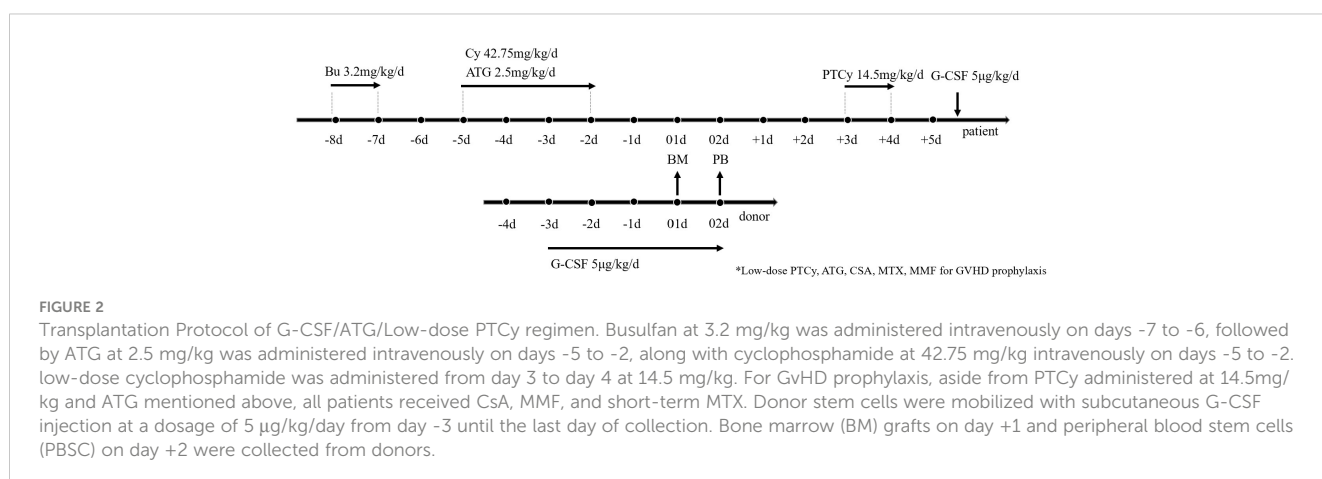 Cy 42.75mg/kg/d
Bu 3.2mg/kg/d
ATG 2.5mg/kg/d
PTCy 14.5mg/kg/d G-CSF 5μg/kg/d
-8d -7d -6d -5d -4d -3d -2d -1d 01d 02d +1d +2d +3d +4d +5d patient
BM PB
-4d -3d -2d -1d 01d 02d donor
G-CSF 5μg/kg/d
*Low-dose PTCy, ATG, CSA, MTX, MMF for GVHD prophylaxis
FIGURE 2
Transplantation Protocol of G-CSF/ATG/Low-dose PTCy regimen. Busulfan at 3.2 mg/kg was administered intravenously on days -7 to -6, followed
by ATG at 2.5 mg/kg was administered intravenously on days -5 to -2, along with cyclophosphamide at 42.75 mg/kg intravenously on days -5 to -2.
low-dose cyclophosphamide was administered from day 3 to day 4 at 14.5 mg/kg. For GvHD prophylaxis, aside from PTCy administered at 14.5mg/
kg and ATG mentioned above, all patients received CsA, MMF, and short-term MTX. Donor stem cells were mobilized with subcutaneous G-CSF
injection at a dosage of 5 μg/kg/day from day -3 until the last day of collection. Bone marrow (BM) grafts on day +1 and peripheral blood stem cells
(PBSC) on day +2 were collected from donors.